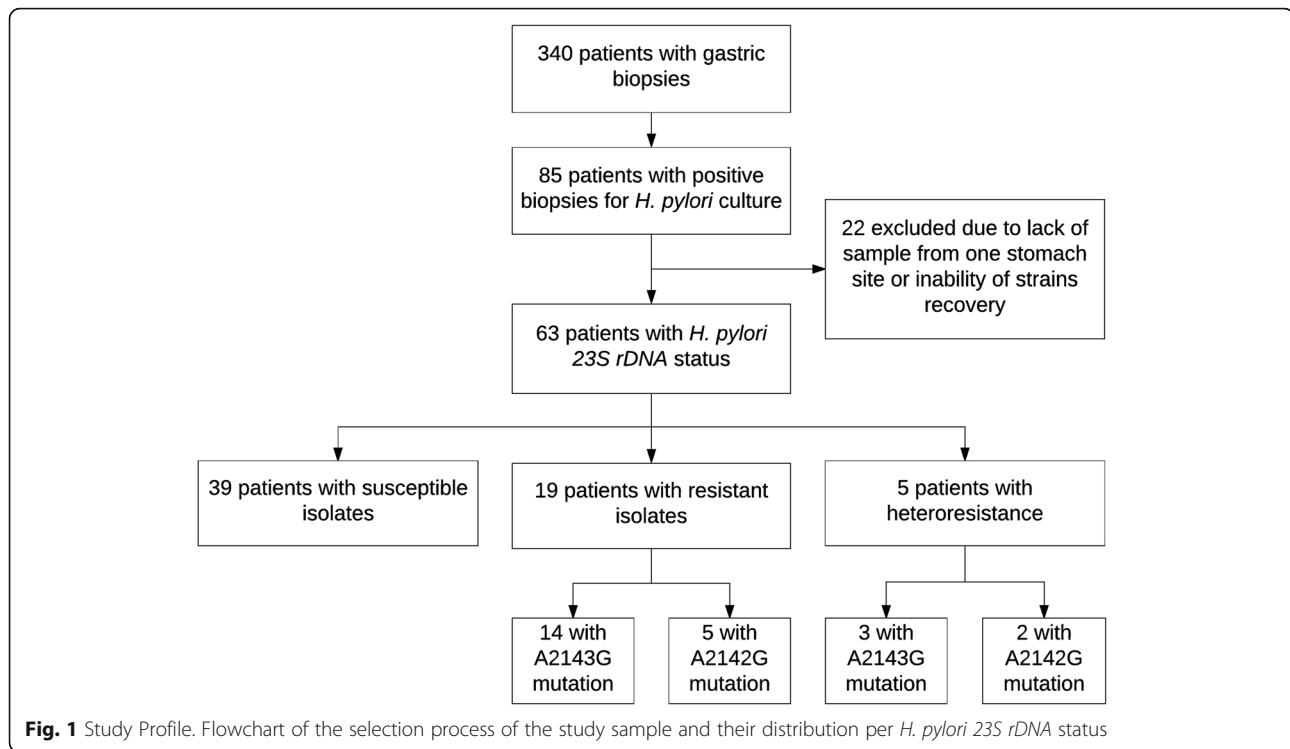 340 patients with gastric
biopsies
85 patients with positive
biopsies for H. pylori culture
22 excluded due to lack of
sample from one stomach
site or inability of strains
recovery
63 patients with H. pylori
23S rDNA status
39 patients with susceptible
isolates
19 patients with resistant
isolates
5 patients with
heteroresistance
14 with
A2143G
mutation
5 with
A2142G
mutation
3 with
A2143G
mutation
2 with
A2142G
mutation
Fig. 1 Study Profile. Flowchart of the selection process of the study sample and their distribution per H. pylori 23S rDNA status